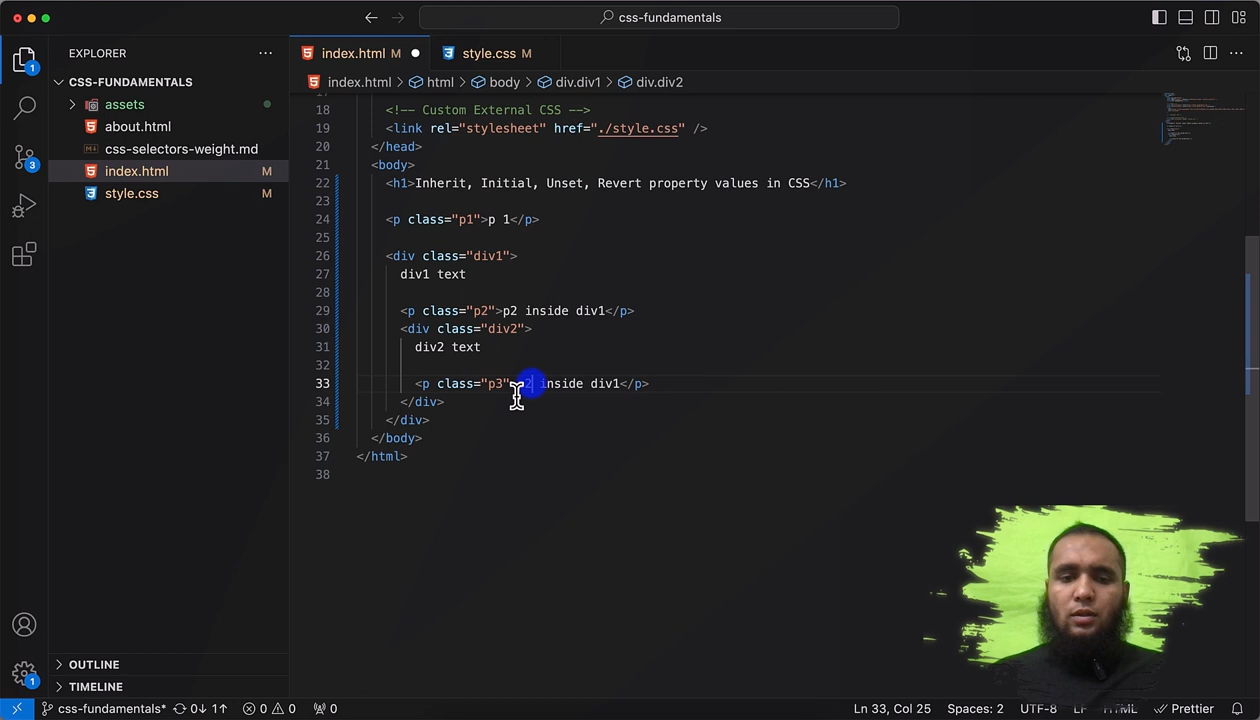 css-fundamentals
EXPLORER
index.html M
style.css M
CSS-FUNDAMENTALS
index.html > html > body > div.div1 > div.div2
assets
about.html
css-selectors-weight.md
index.html M
style.css M
18 <!-- Custom External CSS -->
19 <link rel="stylesheet" href="./style.css" />
20 </head>
21 <body>
22 <h1>Inherit, Initial, Unset, Revert property values in CSS</h1>
23
24 <p class="p1">p 1</p>
25
26 <div class="div1">
27 div1 text
28
29 <p class="p2">p2 inside div1</p>
30 <div class="div2">
31 div2 text
32
33 <p class="p3" 2 inside div1</p>
34 </div>
35 </div>
36 </body>
37 </html>
38
OUTLINE
TIMELINE
1
3
1
css-fundamentals* 0↓ 1↑ 0 0 0
Ln 33, Col 25 Spaces: 2 UTF-8 LF HTML Prettier